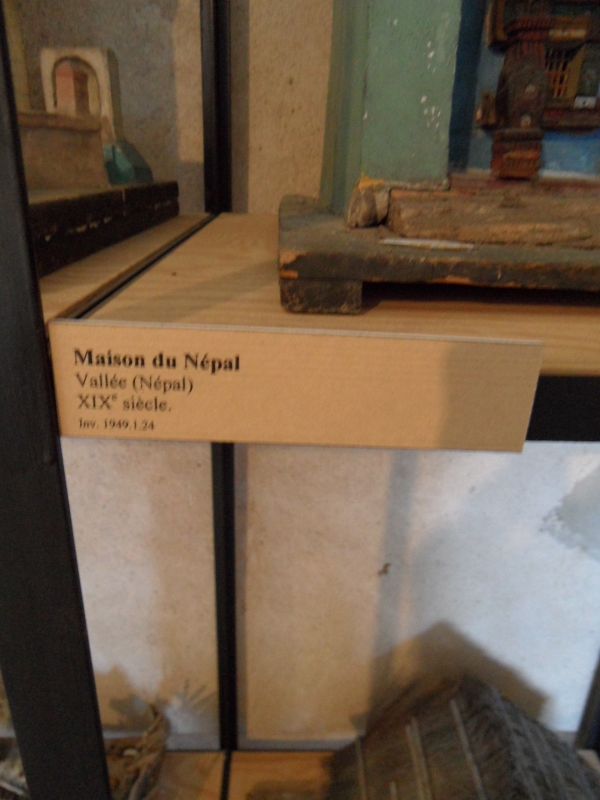 Maison du Népal
Vallée (Népal)
XIXe siècle.
Inv. 1949.1.24